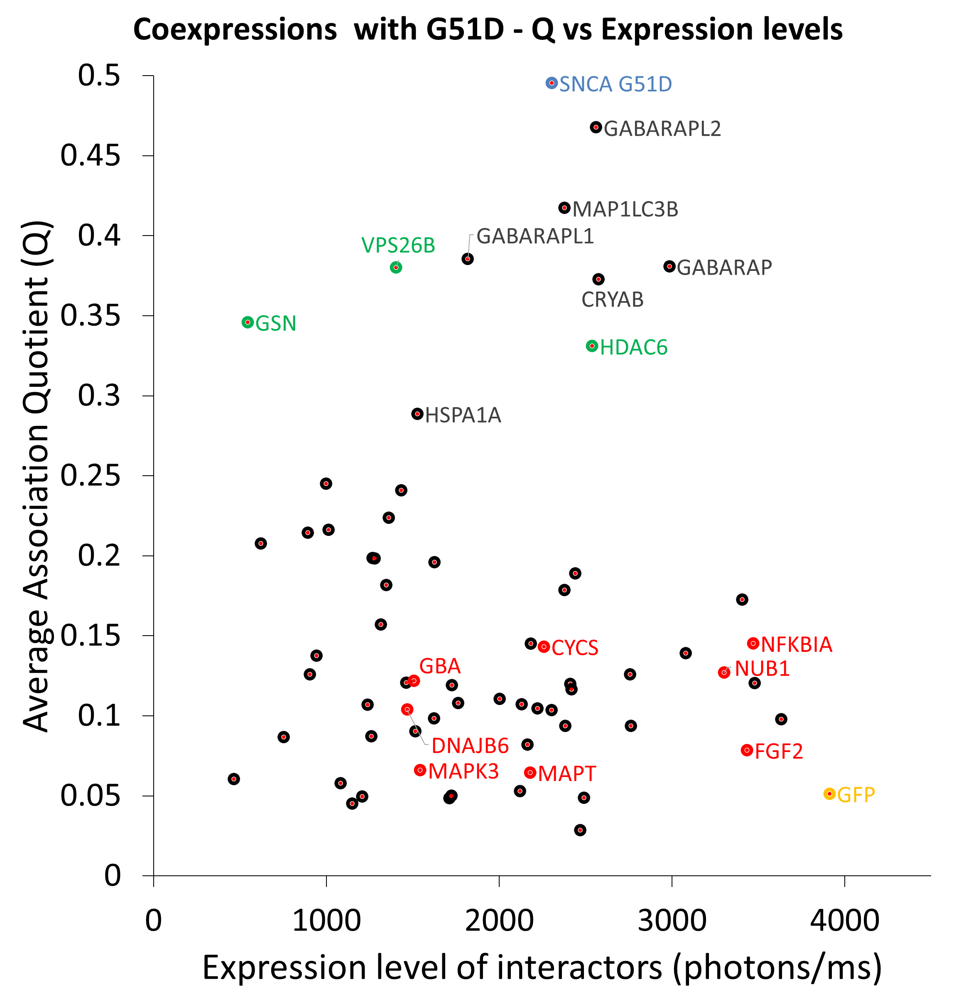 Coexpressions with G51D - Q vs Expression levels
Average Association Quotient (Q)
0.5
0.45
0.4
0.35
0.3
0.25
0.2
0.15
0.1
0.05
0
SNCA G51D
GABARAPL2
MAP1LC3B
GABARAPL1
VPS26B
GABARAP
CRYAB
GSN
HDAC6
HSPA1A
CYCS
NFKBIA
GBA
NUB1
DNAJB6
FGF2
MAPK3
MAPT
GFP
0
1000
2000
3000
4000
Expression level of interactors (photons/ms)